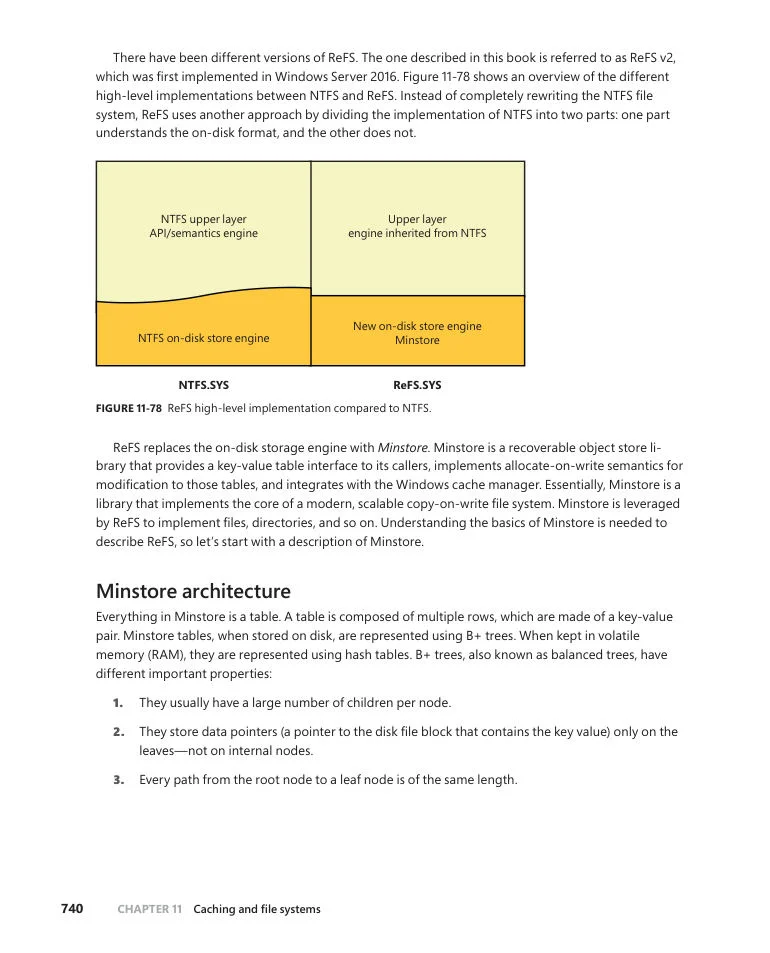 There have been different versions of ReFS. The one described in this book is referred to as ReFS v2,
which was first implemented in Windows Server 2016. Figure 11-78 shows an overview of the different
high-level implementations between NTFS and ReFS. Instead of completely rewriting the NTFS file
system, ReFS uses another approach by dividing the implementation of NTFS into two parts: one part
understands the on-disk format, and the other does not.
NTFS upper layer
API/semantics engine
Upper layer
engine inherited from NTFS
NTFS on-disk store engine
New on-disk store engine
Minstore
NTFS.SYS
ReFS.SYS
FIGURE 11-78 ReFS high-level implementation compared to NTFS.
ReFS replaces the on-disk storage engine with Minstore. Minstore is a recoverable object store li-
brary that provides a key-value table interface to its callers, implements allocate-on-write semantics for
modification to those tables, and integrates with the Windows cache manager. Essentially, Minstore is a
library that implements the core of a modern, scalable copy-on-write file system. Minstore is leveraged
by ReFS to implement files, directories, and so on. Understanding the basics of Minstore is needed to
describe ReFS, so let’s start with a description of Minstore.
Minstore architecture
Everything in Minstore is a table. A table is composed of multiple rows, which are made of a key-value
pair. Minstore tables, when stored on disk, are represented using B+ trees. When kept in volatile
memory (RAM), they are represented using hash tables. B+ trees, also known as balanced trees, have
different important properties:
1. They usually have a large number of children per node.
2. They store data pointers (a pointer to the disk file block that contains the key value) only on the
leaves—not on internal nodes.
3. Every path from the root node to a leaf node is of the same length.
740 CHAPTER 11 Caching and file systems